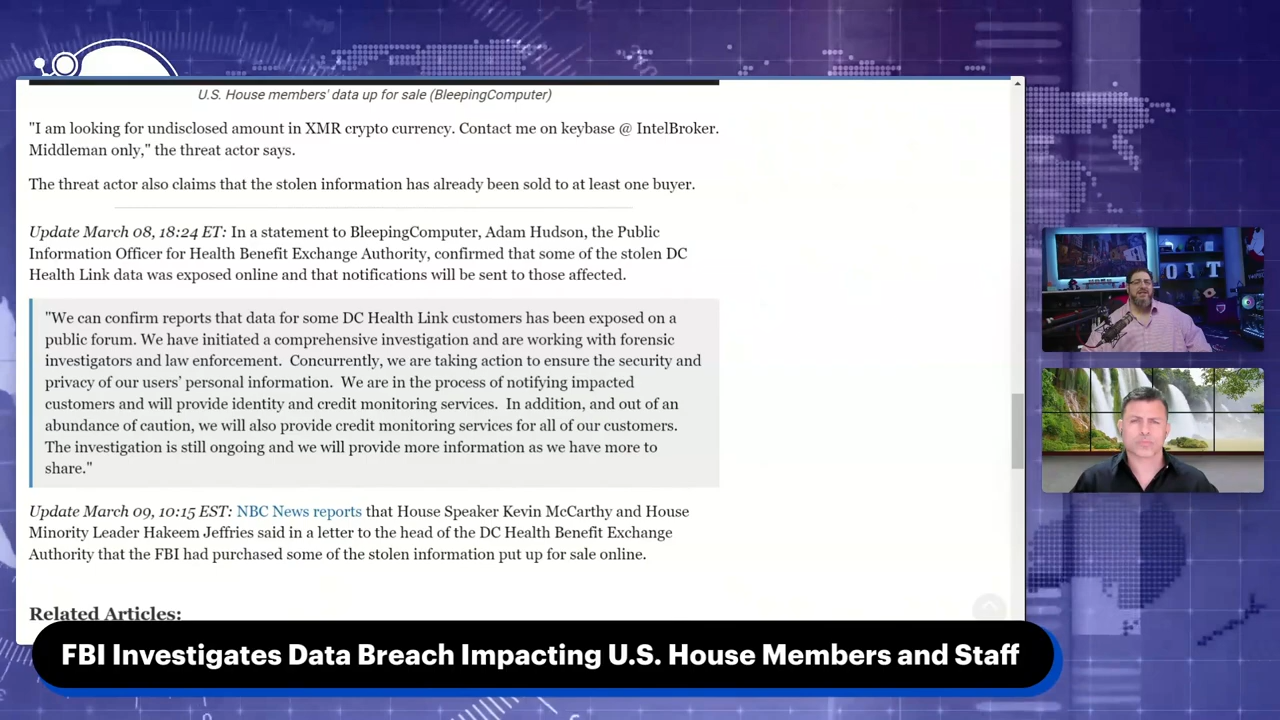 U.S. House members' data up for sale (BleepingComputer)
"I am looking for undisclosed amount in XMR crypto currency. Contact me on keybase @ IntelBroker.
Middleman only," the threat actor says.
The threat actor also claims that the stolen information has already been sold to at least one buyer.
Update March 08, 18:24 ET: In a statement to BleepingComputer, Adam Hudson, the Public
Information Officer for Health Benefit Exchange Authority, confirmed that some of the stolen DC
Health Link data was exposed online and that notifications will be sent to those affected.
"We can confirm reports that data for some DC Health Link customers has been exposed on a
public forum. We have initiated a comprehensive investigation and are working with forensic
investigators and law enforcement.  Concurrently, we are taking action to ensure the security and
privacy of our users’ personal information.  We are in the process of notifying impacted
customers and will provide identity and credit monitoring services.  In addition, and out of an
abundance of caution, we will also provide credit monitoring services for all of our customers.
The investigation is still ongoing and we will provide more information as we have more to
share."
Update March 09, 10:15 EST: NBC News reports that House Speaker Kevin McCarthy and House
Minority Leader Hakeem Jeffries said in a letter to the head of the DC Health Benefit Exchange
Authority that the FBI had purchased some of the stolen information put up for sale online.
Related Articles:
FBI Investigates Data Breach Impacting U.S. House Members and Staff